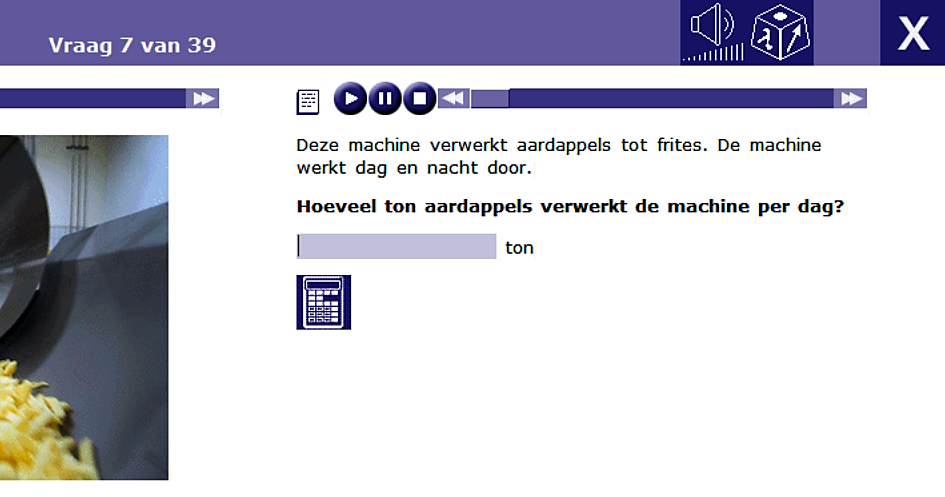 Vraag 7 van 39
X
Deze machine verwerkt aardappels tot frites. De machine
werkt dag en nacht door.
Hoeveel ton aardappels verwerkt de machine per dag?
ton